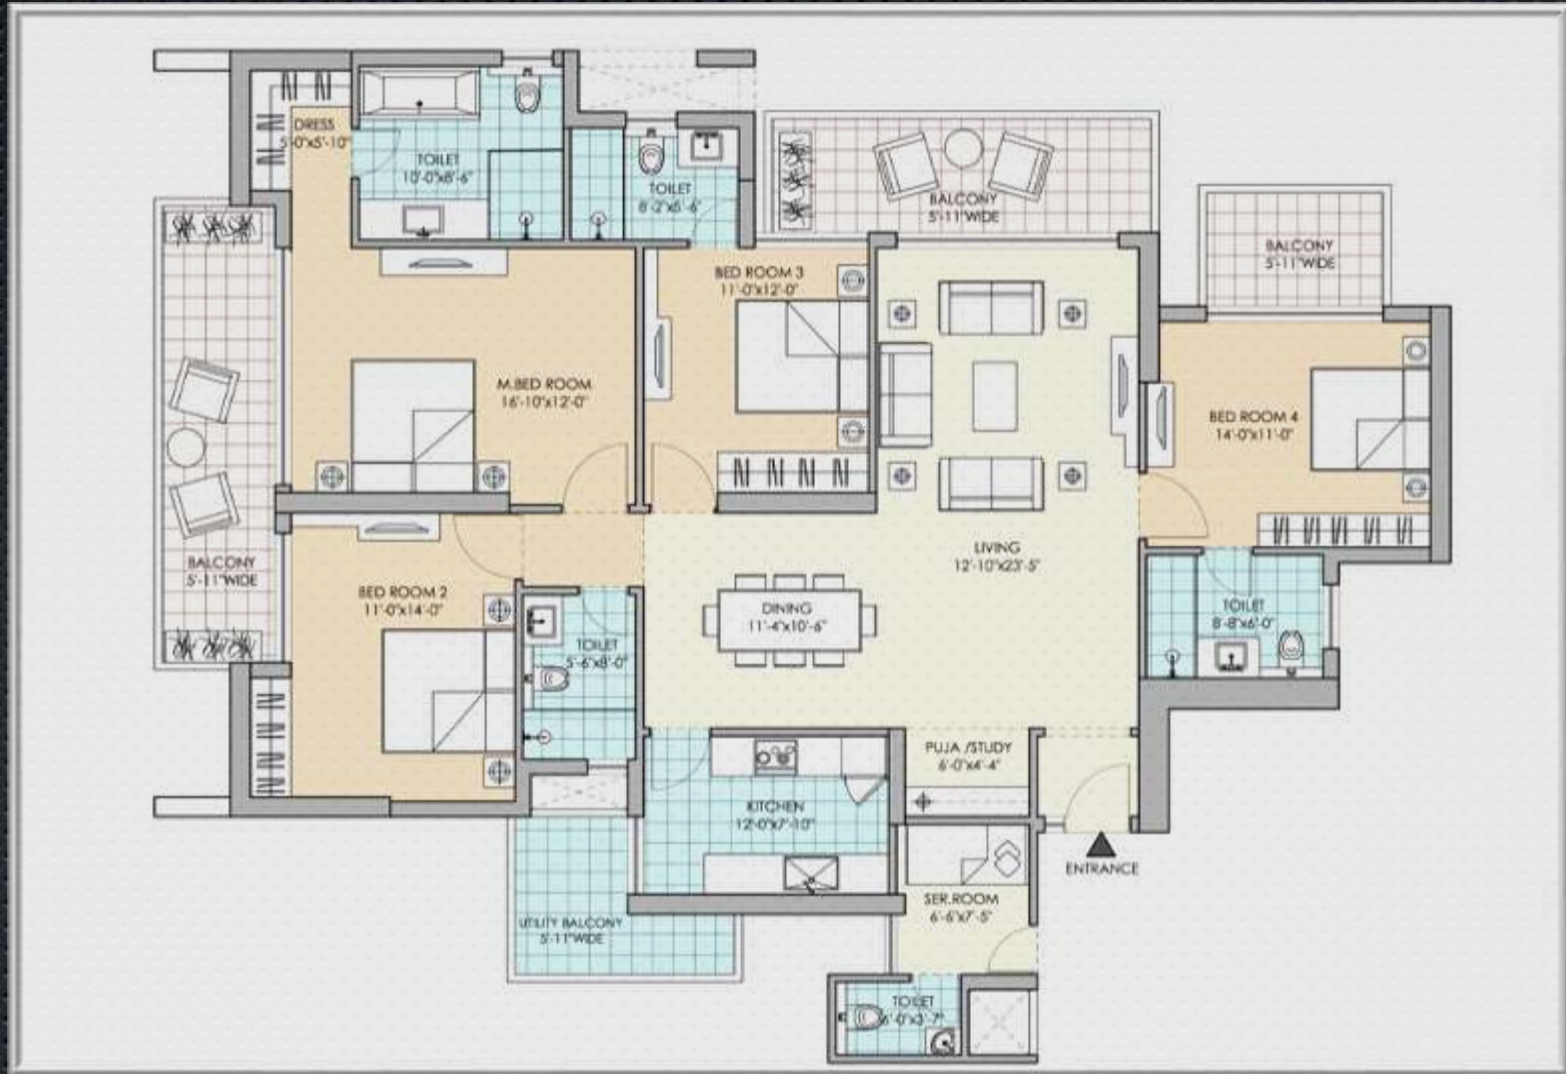 DRESS
5'-0"x5'-10"
TOILET
10'-0"x8'-6"
TOILET
8'-2"x5'-6"
BALCONY
5'-11"WIDE
BALCONY
5'-11"WIDE
BED ROOM 3
11'-0"x12'-0"
M.BED ROOM
16'-10"x12'-0"
BED ROOM 4
14'-0"x11'-0"
BALCONY
5'-11"WIDE
LIVING
12'-10"x23'-5"
BED ROOM 2
11'-0"x14'-0"
DINING
11'-4"x10'-6"
TOILET
5'-6"x8'-0"
TOILET
8'-8"x6'-0"
PUJA /STUDY
6'-0"x4'-4"
KITCHEN
12'-0"x7'-10"
ENTRANCE
SER.ROOM
6'-6"x7'-5"
UTILITY BALCONY
5'-11"WIDE
TOILET
6'-0"x3'-7"